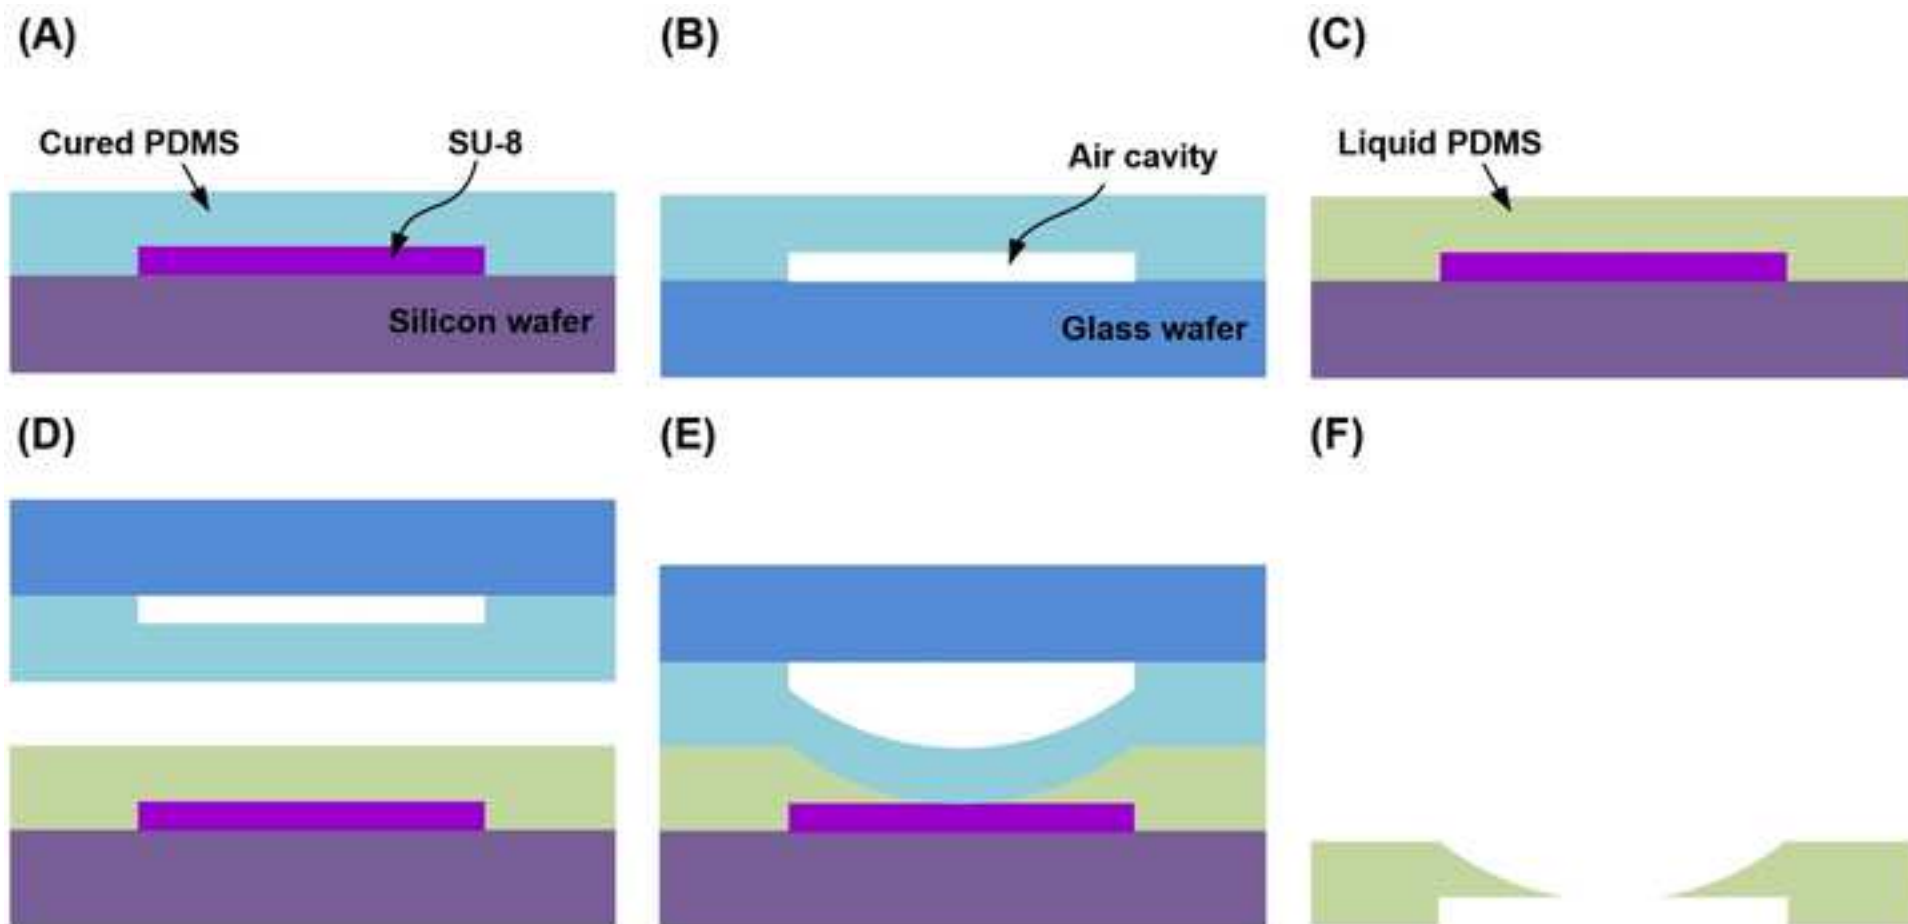 (A)
(B)
(C)
Cured PDMS
SU-8
Air cavity
Liquid PDMS
Silicon wafer
Glass wafer
(D)
(E)
(F)